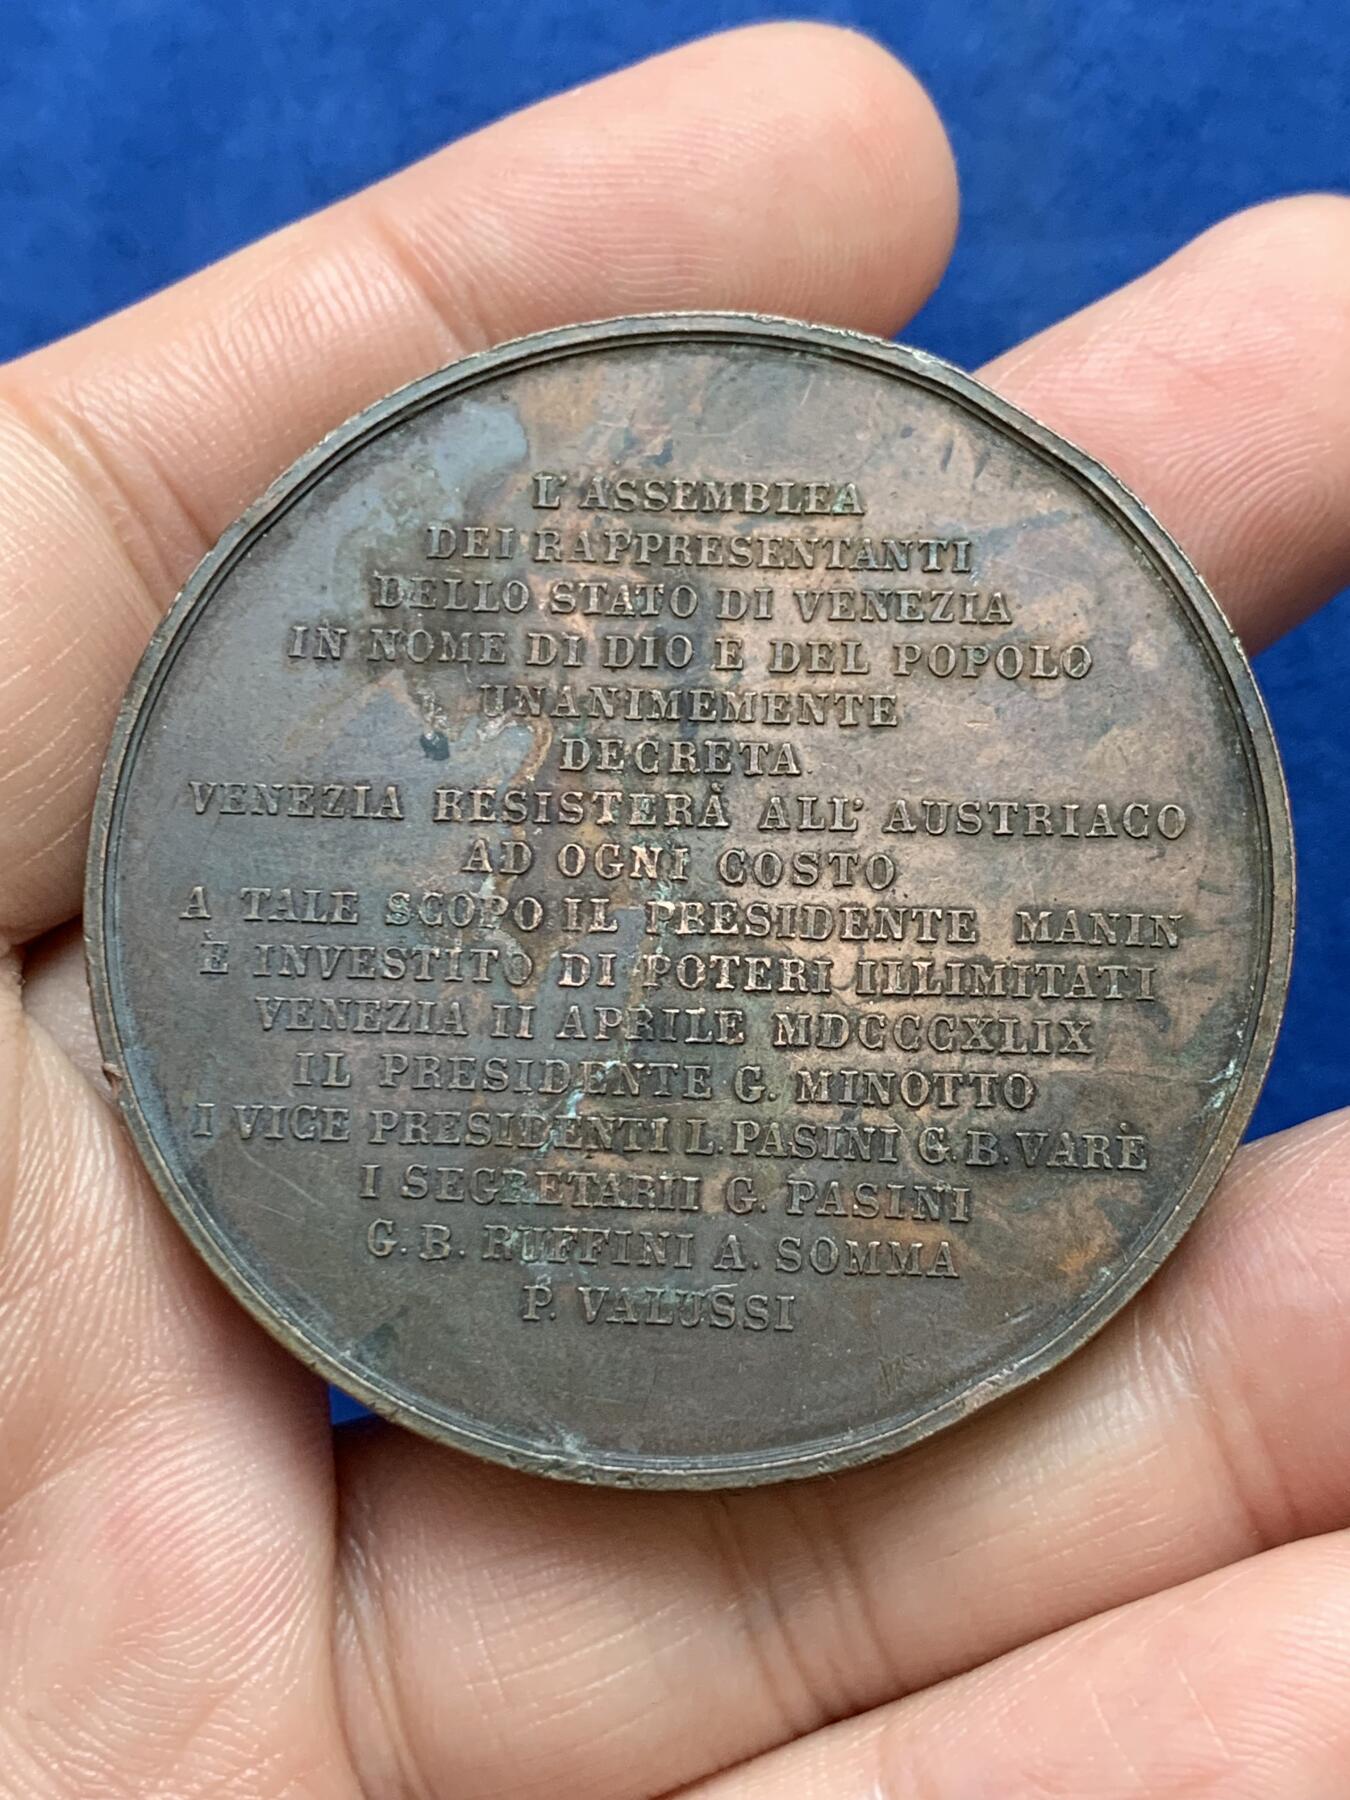 L'ASSEMBLEA
DEI RAPPRESENTANTI
DELLO STATO DI VENEZIA
IN NOME DI DIO E DEL POPOLO
UNANIMEMENTE
DECRETA
VENEZIA RESISTERÀ ALL' AUSTRIACO
AD OGNI COSTO
A TALE SCOPO IL PRESIDENTE MANIN
È INVESTITO DI POTERI ILLIMITATI
VENEZIA II APRILE MDCCCXLIX
IL PRESIDENTE G. MINOTTO
I VICE PRESIDENTI L. PASINI G. B. VARÈ
I SEGRETARII G. PASINI
G. B. RUFFINI A. SOMMA
P. VALUSSI